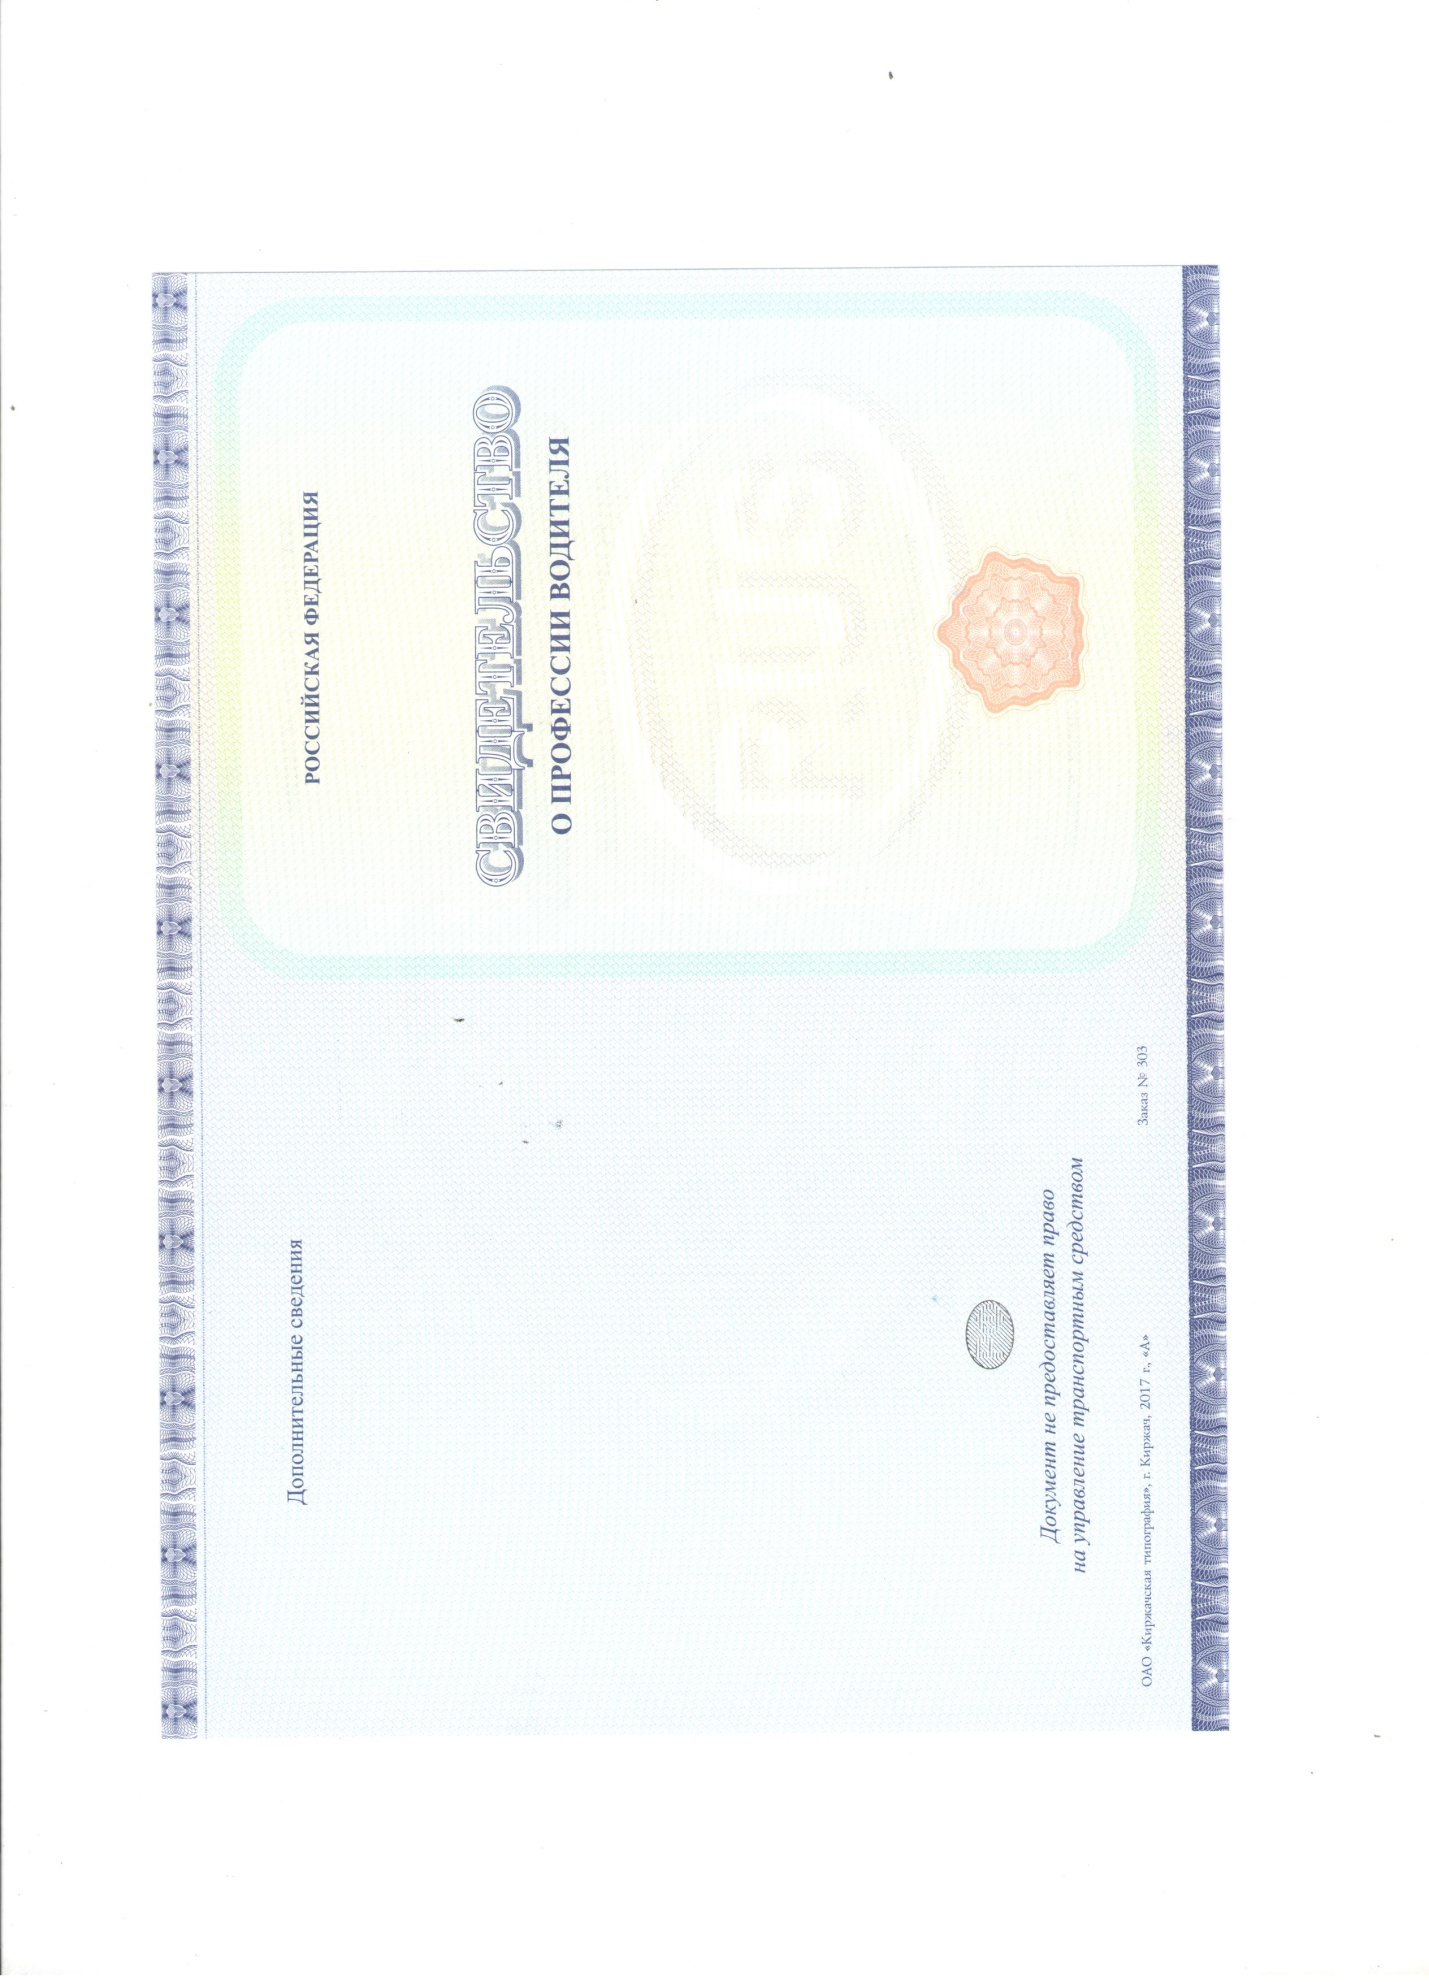 Дополнительные сведения
Документ не предоставляет право
на управление транспортным средством
ОАО «Киржачская типография», г. Киржач, 2017 г., «А»
Заказ № 303
РОССИЙСКАЯ ФЕДЕРАЦИЯ
СВИДЕТЕЛЬСТВО
О ПРОФЕССИИ ВОДИТЕЛЯ